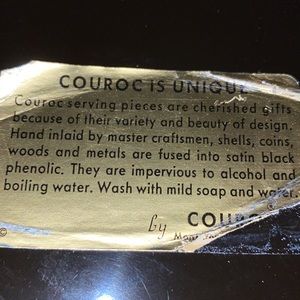 COUROC IS UNIQUE
Couroc serving pieces are cherished gifts
because of their variety and beauty of design.
Hand inlaid by master craftsmen, shells, coins,
woods and metals are fused into satin black
phenolic. They are impervious to alcohol and
boiling water. Wash with mild soap and water.
by COUROC
©